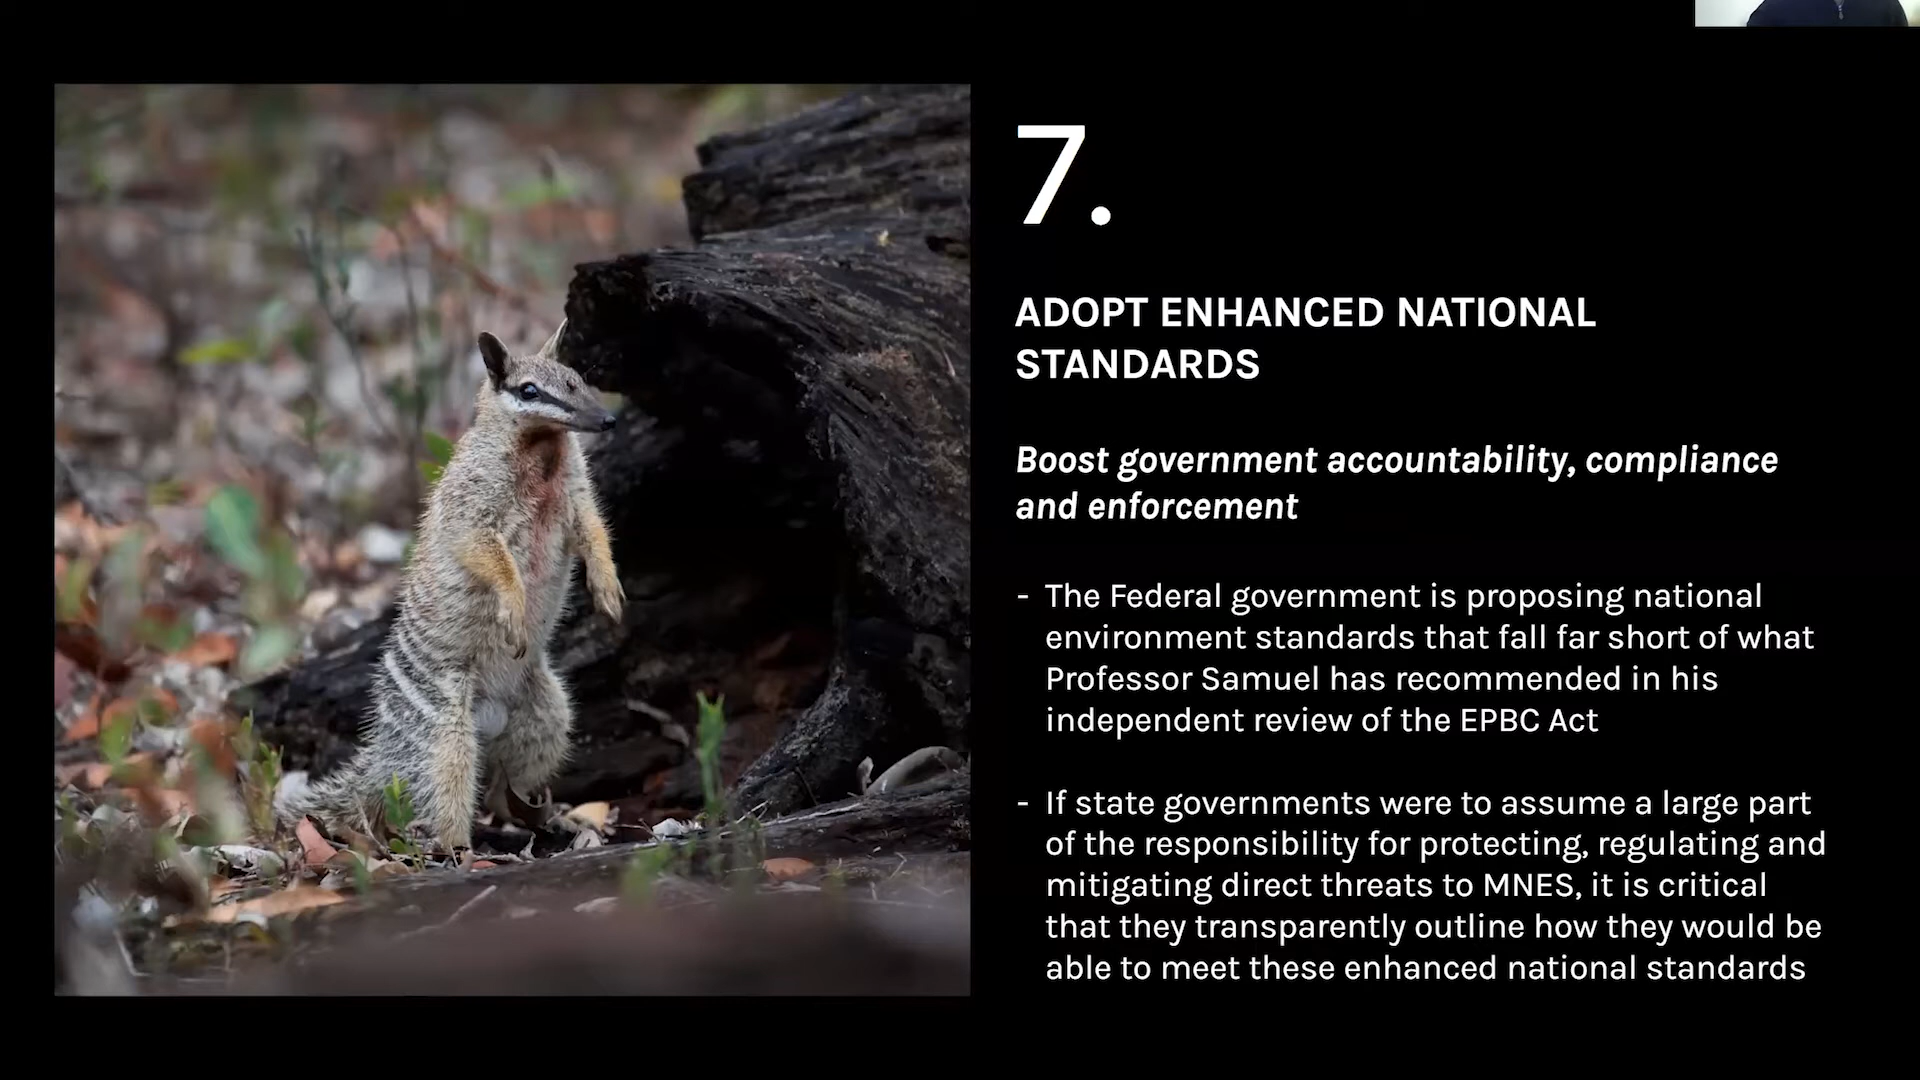 7.
ADOPT ENHANCED NATIONAL
STANDARDS
Boost government accountability, compliance
and enforcement
- The Federal government is proposing national
environment standards that fall far short of what
Professor Samuel has recommended in his
independent review of the EPBC Act
- If state governments were to assume a large part
of the responsibility for protecting, regulating and
mitigating direct threats to MNES, it is critical
that they transparently outline how they would be
able to meet these enhanced national standards